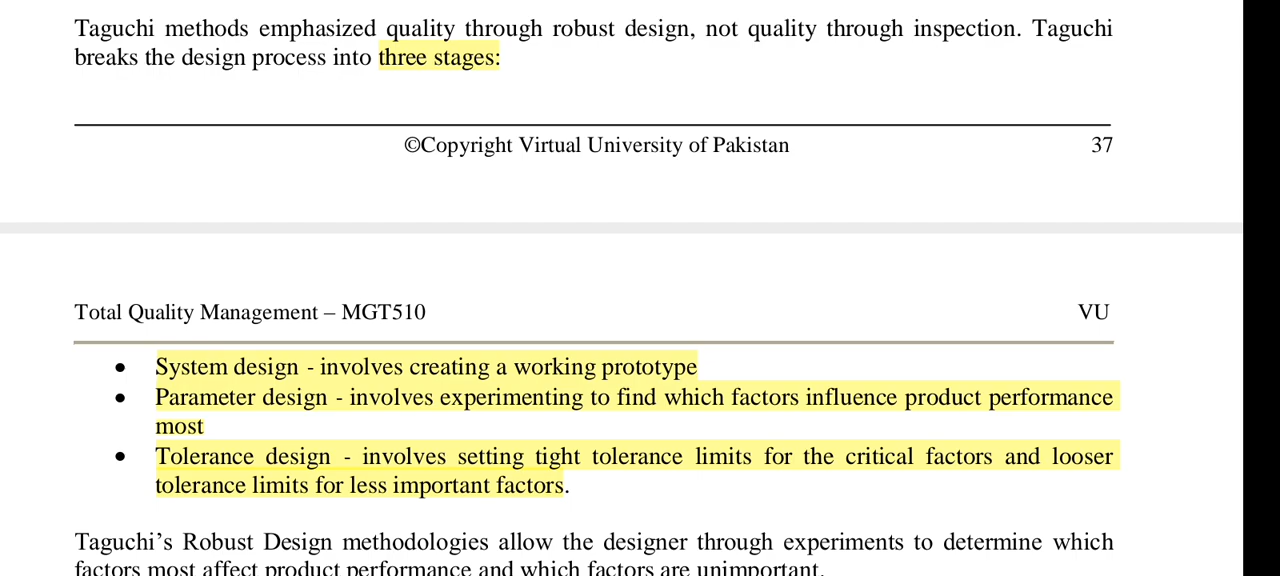 Taguchi methods emphasized quality through robust design, not quality through inspection. Taguchi
breaks the design process into three stages:
©Copyright Virtual University of Pakistan 37
Total Quality Management – MGT510 VU
• System design - involves creating a working prototype
• Parameter design - involves experimenting to find which factors influence product performance
most
• Tolerance design - involves setting tight tolerance limits for the critical factors and looser
tolerance limits for less important factors.
Taguchi’s Robust Design methodologies allow the designer through experiments to determine which
factors most affect product performance and which factors are unimportant.